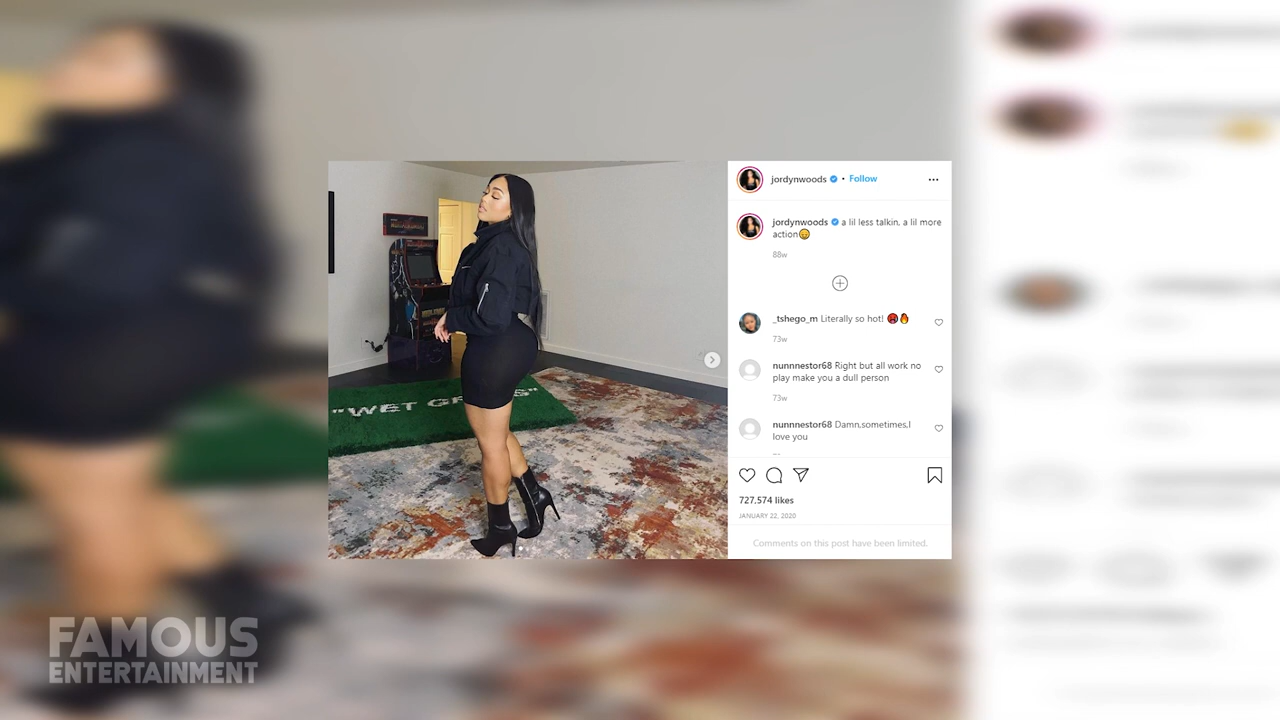 jordynwoods • Follow
jordynwoods a lil less talkin, a lil more
action😏
88w
_tshego_m Literally so hot! 🥵🔥
73w
nunnnestor68 Right but all work no
play make you a dull person
73w
nunnnestor68 Damn,sometimes,I
love you
"WET GR
727,574 likes
JANUARY 22, 2020
Comments on this post have been limited.
FAMOUS
ENTERTAINMENT